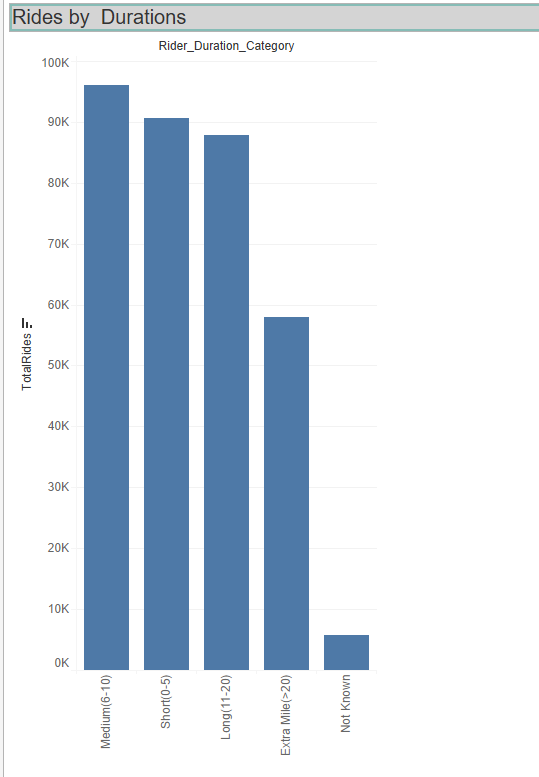 Rides by  Durations
Rider_Duration_Category
100K
90K
80K
70K
60K
50K
40K
30K
20K
10K
0K
TotalRides
Medium(6-10)
Short(0-5)
Long(11-20)
Extra Mile(>20)
Not Known